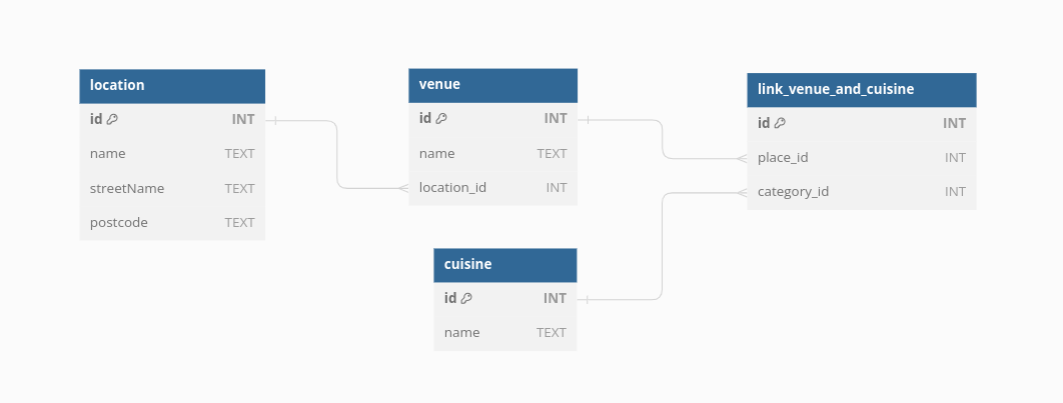 location
id INT
name TEXT
streetName TEXT
postcode TEXT
venue
id INT
name TEXT
location_id INT
cuisine
id INT
name TEXT
link_venue_and_cuisine
id INT
place_id INT
category_id INT